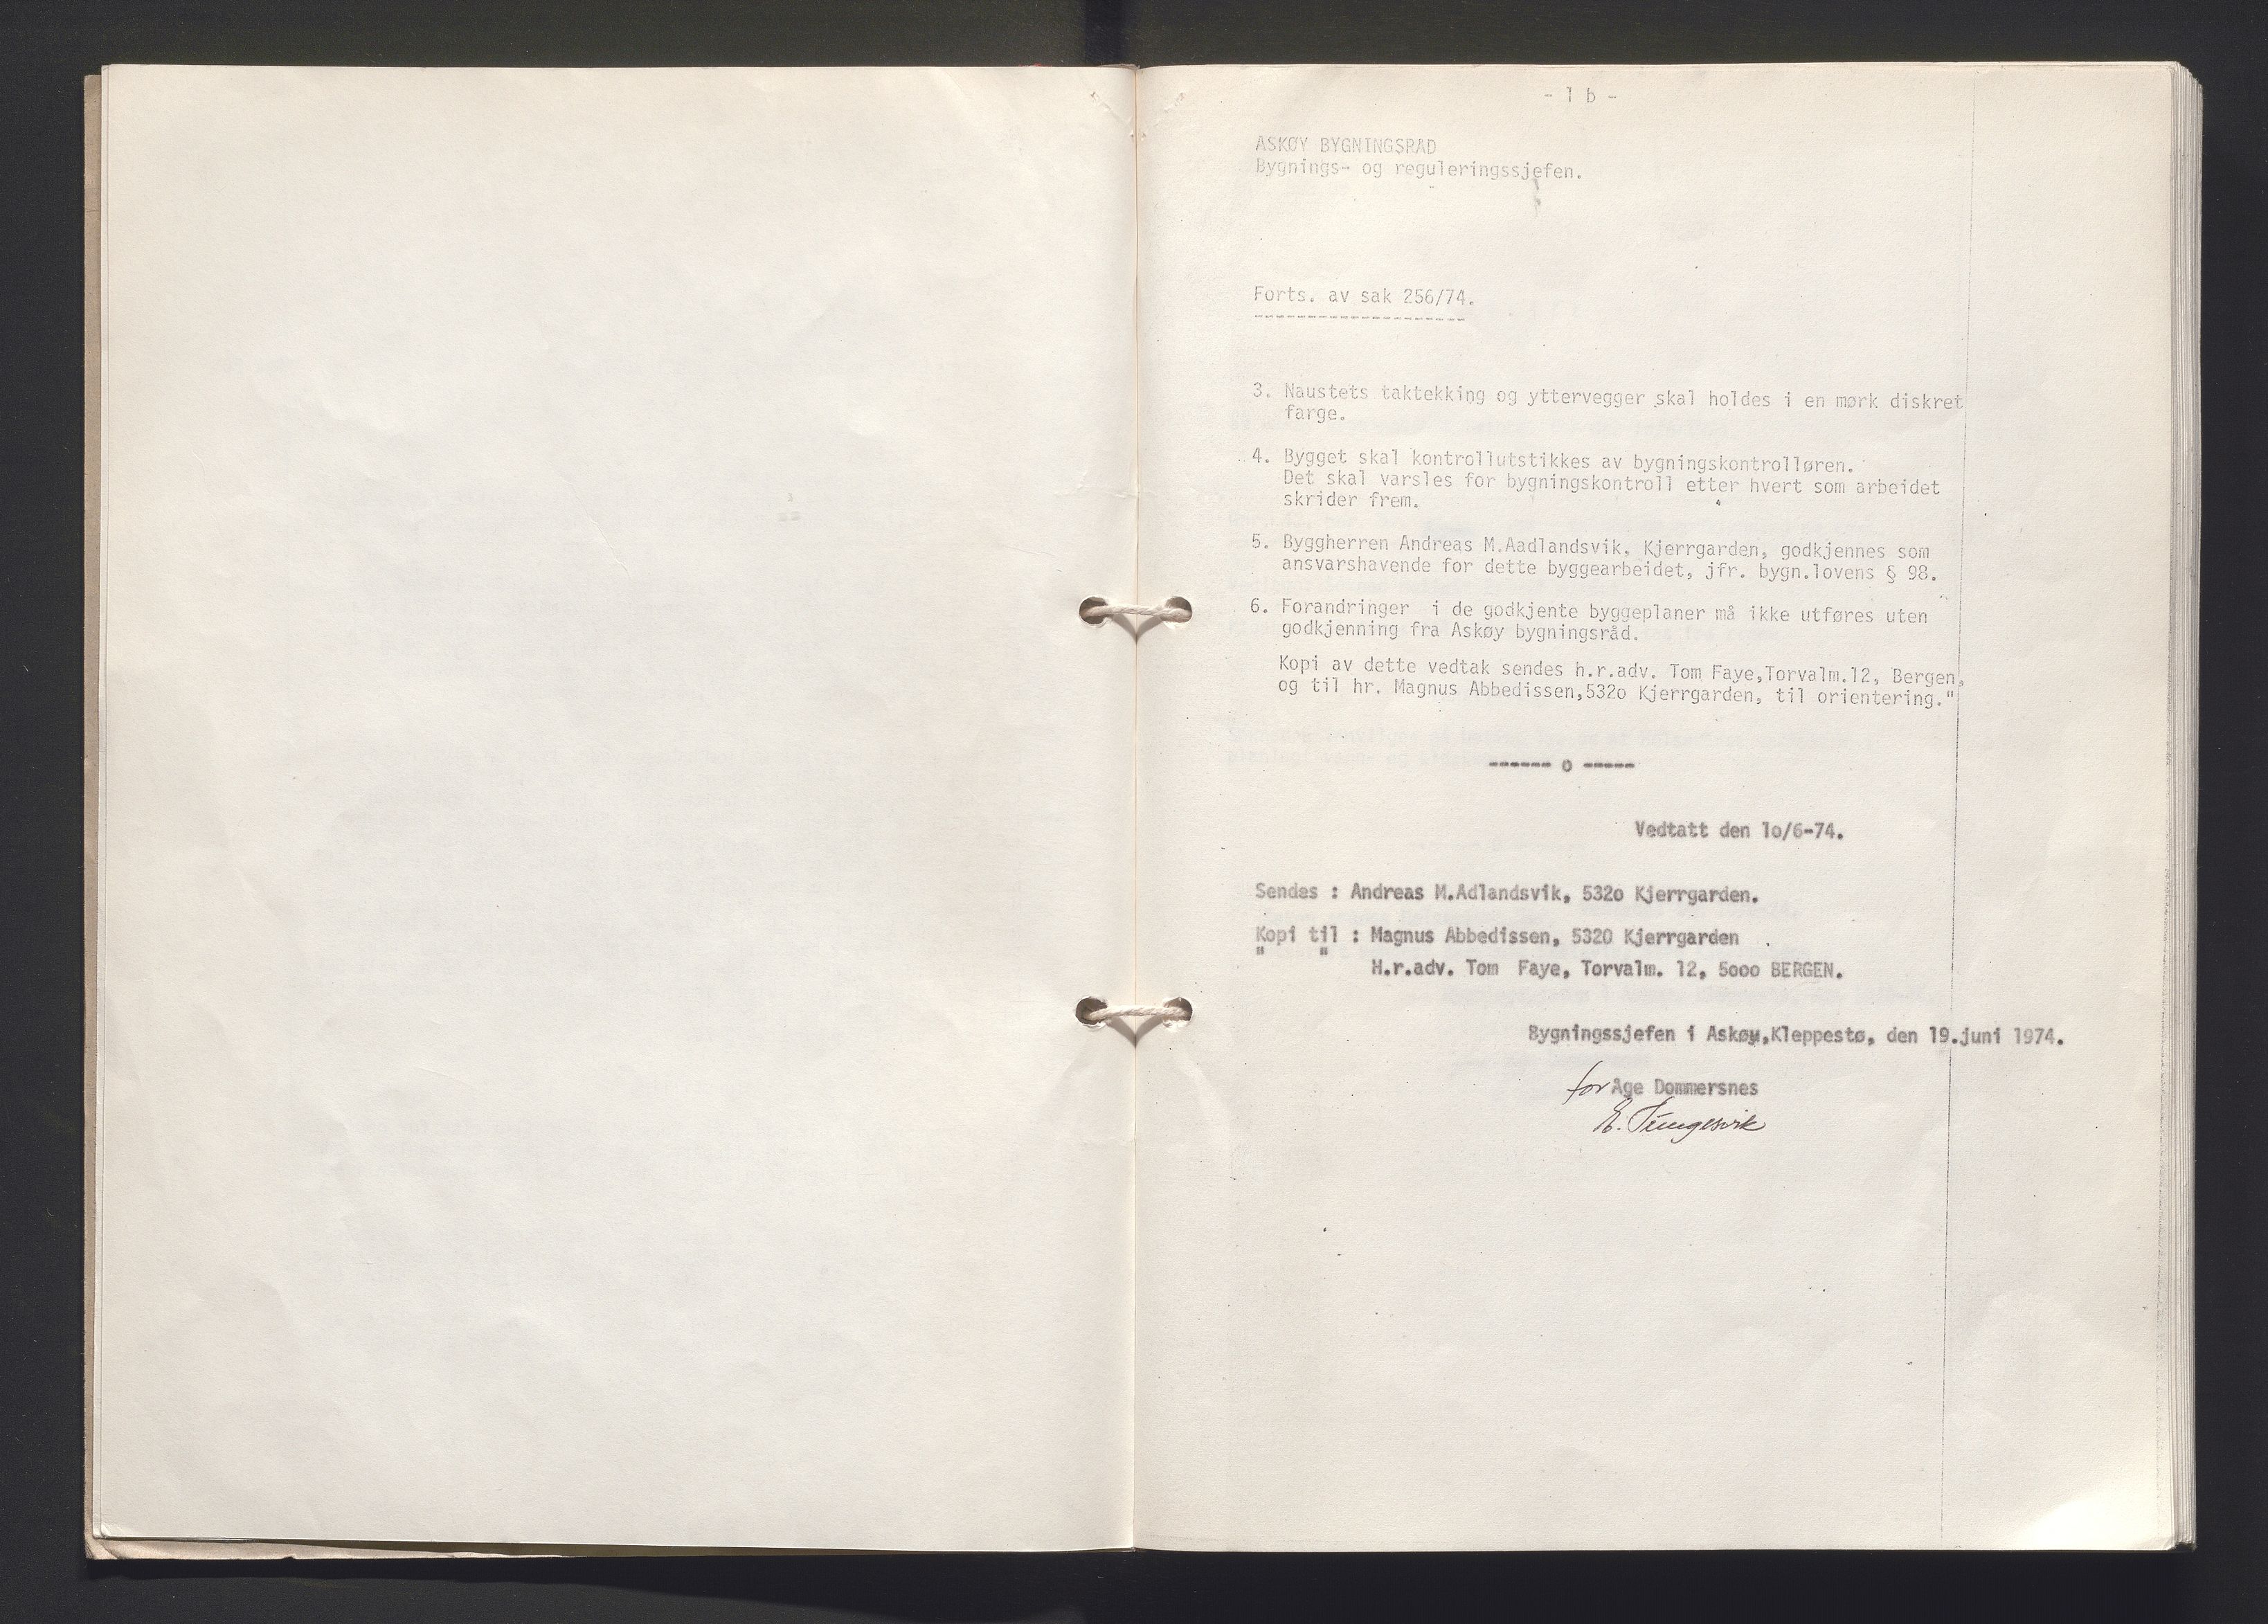 - 1 b -
ASKØY BYGNINGSRÅD
Bygnings- og reguleringssjefen.
Forts. av sak 256/74.
--------------------
3. Naustets taktekking og yttervegger skal holdes i en mørk diskret
farge.
4. Bygget skal kontrollutstikkes av bygningskontrolløren.
Det skal varsles for bygningskontroll etter hvert som arbeidet
skrider frem.
5. Byggherren Andreas M.Aadlandsvik, Kjerrgarden, godkjennes som
ansvarshavende for dette byggearbeidet, jfr. bygn.lovens § 98.
6. Forandringer i de godkjente byggeplaner må ikke utføres uten
godkjenning fra Askøy bygningsråd.
Kopi av dette vedtak sendes h.r.adv. Tom Faye,Torvalm.12, Bergen,
og til hr. Magnus Abbedissen,532o Kjerrgarden, til orientering."
------ o -----
Vedtatt den 1o/6-74.
Sendes : Andreas M.Adlandsvik, 532o Kjerrgarden.
Kopi til : Magnus Abbedissen, 5320 Kjerrgarden
" " H.r.adv. Tom Faye, Torvalm. 12, 5ooo BERGEN.
Bygningssjefen i Askøy,Kleppestø, den 19.juni 1974.
for Age Dommersnes
E.